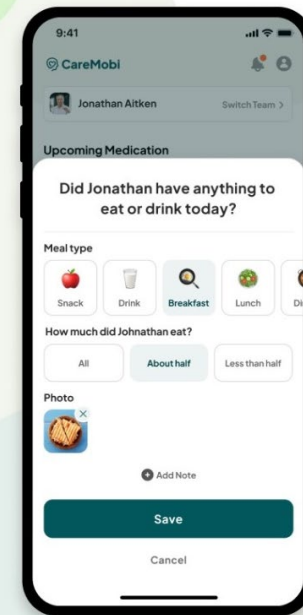 9:41
CareMobi
Jonathan Aitken Switch Team >
Upcoming Medication
Did Jonathan have anything to
eat or drink today?
Meal type
Snack Drink Breakfast Lunch Di
How much did Johnathan eat?
All About half Less than half
Photo
Add Note
Save
Cancel